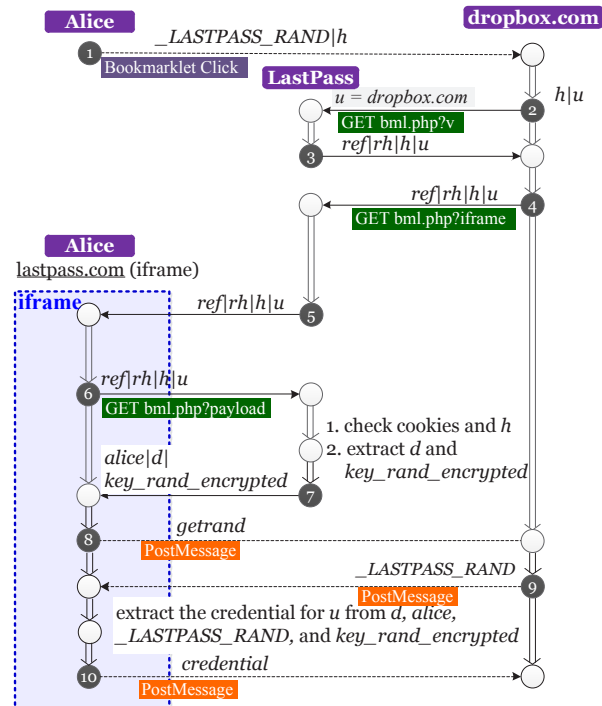 Alice
dropbox.com
_LASTPASS_RAND|h
1
Bookmarklet Click
LastPass
h|u
u = dropbox.com
2
GET bml.php?v
3
ref|rh|h|u
ref|rh|h|u
4
GET bml.php?iframe
Alice
lastpass.com (iframe)
iframe
ref|rh|h|u
5
ref|rh|h|u
6
GET bml.php?payload
1. check cookies and h
2. extract d and
key_rand_encrypted
alice|d|
key_rand_encrypted
7
getrand
8
PostMessage
_LASTPASS_RAND
9
PostMessage
extract the credential for u from d, alice,
_LASTPASS_RAND, and key_rand_encrypted
credential
10
PostMessage